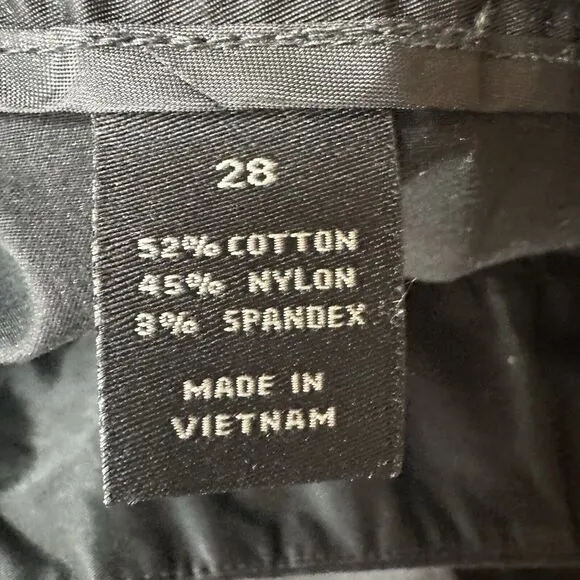 28
52% COTTON
45% NYLON
3% SPANDEX
MADE IN
VIETNAM